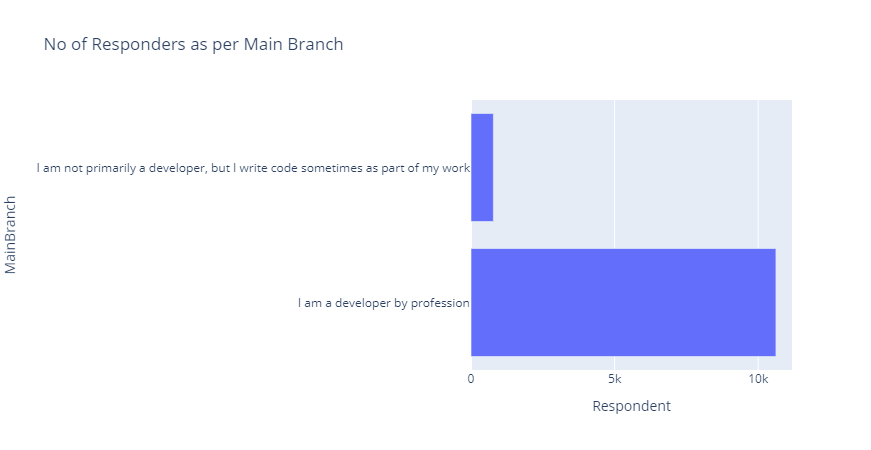 No of Responders as per Main Branch
I am not primarily a developer, but I write code sometimes as part of my work
MainBranch
I am a developer by profession
0 5k 10k
Respondent